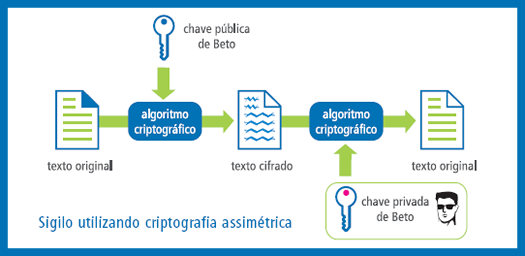 chave pública
de Beto
algoritmo
criptográfico
algoritmo
criptográfico
texto original
texto cifrado
texto original
chave privada
de Beto
Sigilo utilizando criptografia assimétrica